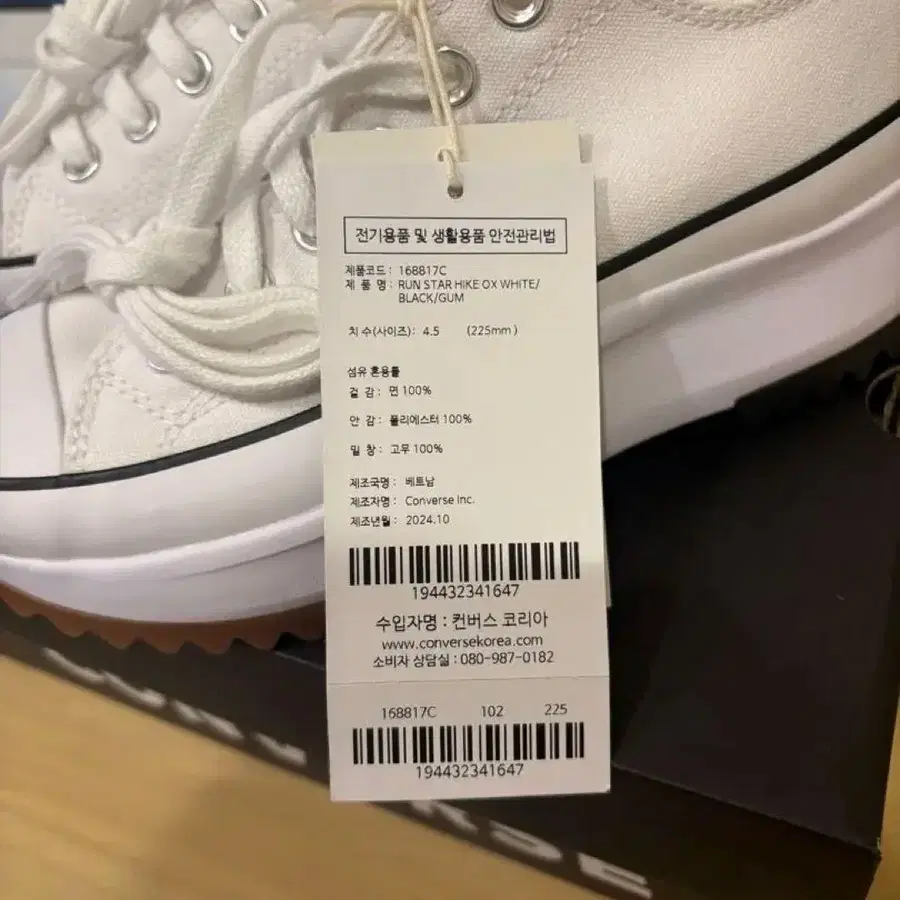 전기용품 및 생활용품 안전관리법
제품코드 : 168817C
제 품 명 : RUN STAR HIKE OX WHITE/
BLACK/GUM
치수(사이즈) : 4.5 (225mm)
섬유 혼용률
겉 감 : 면 100%
안 감 : 폴리에스터 100%
밑 창 : 고무 100%
제조국명 : 베트남
제조자명 : Converse Inc.
제조년월 : 2024.10
194432341647
수입자명 : 컨버스 코리아
www.conversekorea.com
소비자 상담실 : 080-987-0182
168817C 102 225
194432341647